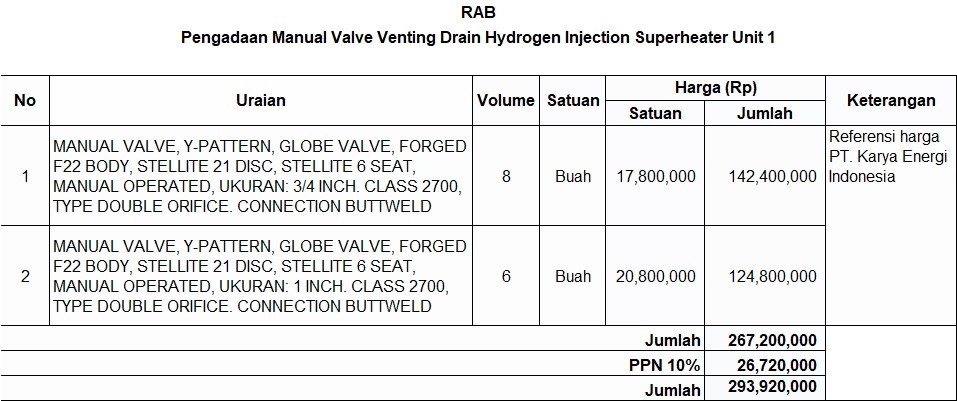 RAB
Pengadaan Manual Valve Venting Drain Hydrogen Injection Superheater Unit 1
No
Uraian
Volume
Satuan
Harga (Rp)
Satuan
Jumlah
Keterangan
1
MANUAL VALVE, Y-PATTERN, GLOBE VALVE, FORGED
F22 BODY, STELLITE 21 DISC, STELLITE 6 SEAT,
MANUAL OPERATED, UKURAN: 3/4 INCH. CLASS 2700,
TYPE DOUBLE ORIFICE. CONNECTION BUTTWELD
8
Buah
17,800,000
142,400,000
Referensi harga
PT. Karya Energi
Indonesia
2
MANUAL VALVE, Y-PATTERN, GLOBE VALVE, FORGED
F22 BODY, STELLITE 21 DISC, STELLITE 6 SEAT,
MANUAL OPERATED, UKURAN: 1 INCH. CLASS 2700,
TYPE DOUBLE ORIFICE. CONNECTION BUTTWELD
6
Buah
20,800,000
124,800,000
Jumlah 267,200,000
PPN 10% 26,720,000
Jumlah 293,920,000